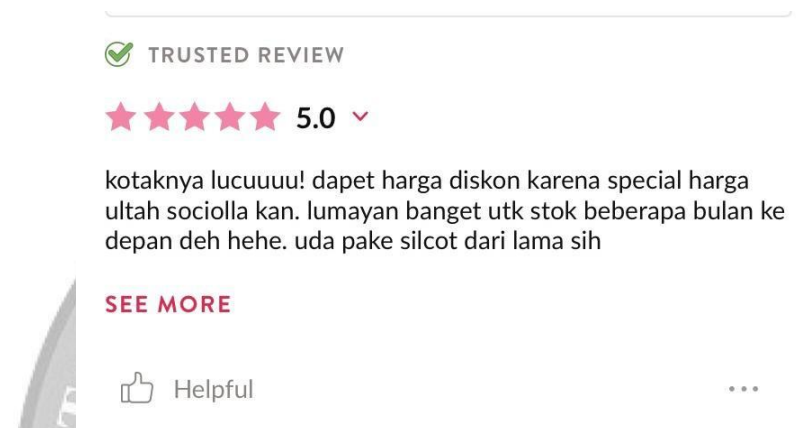 TRUSTED REVIEW
5.0
kotaknya lucuuuu! dapet harga diskon karena special harga
ultah sociolla kan. lumayan banget utk stok beberapa bulan ke
depan deh hehe. uda pake silcot dari lama sih
SEE MORE
Helpful